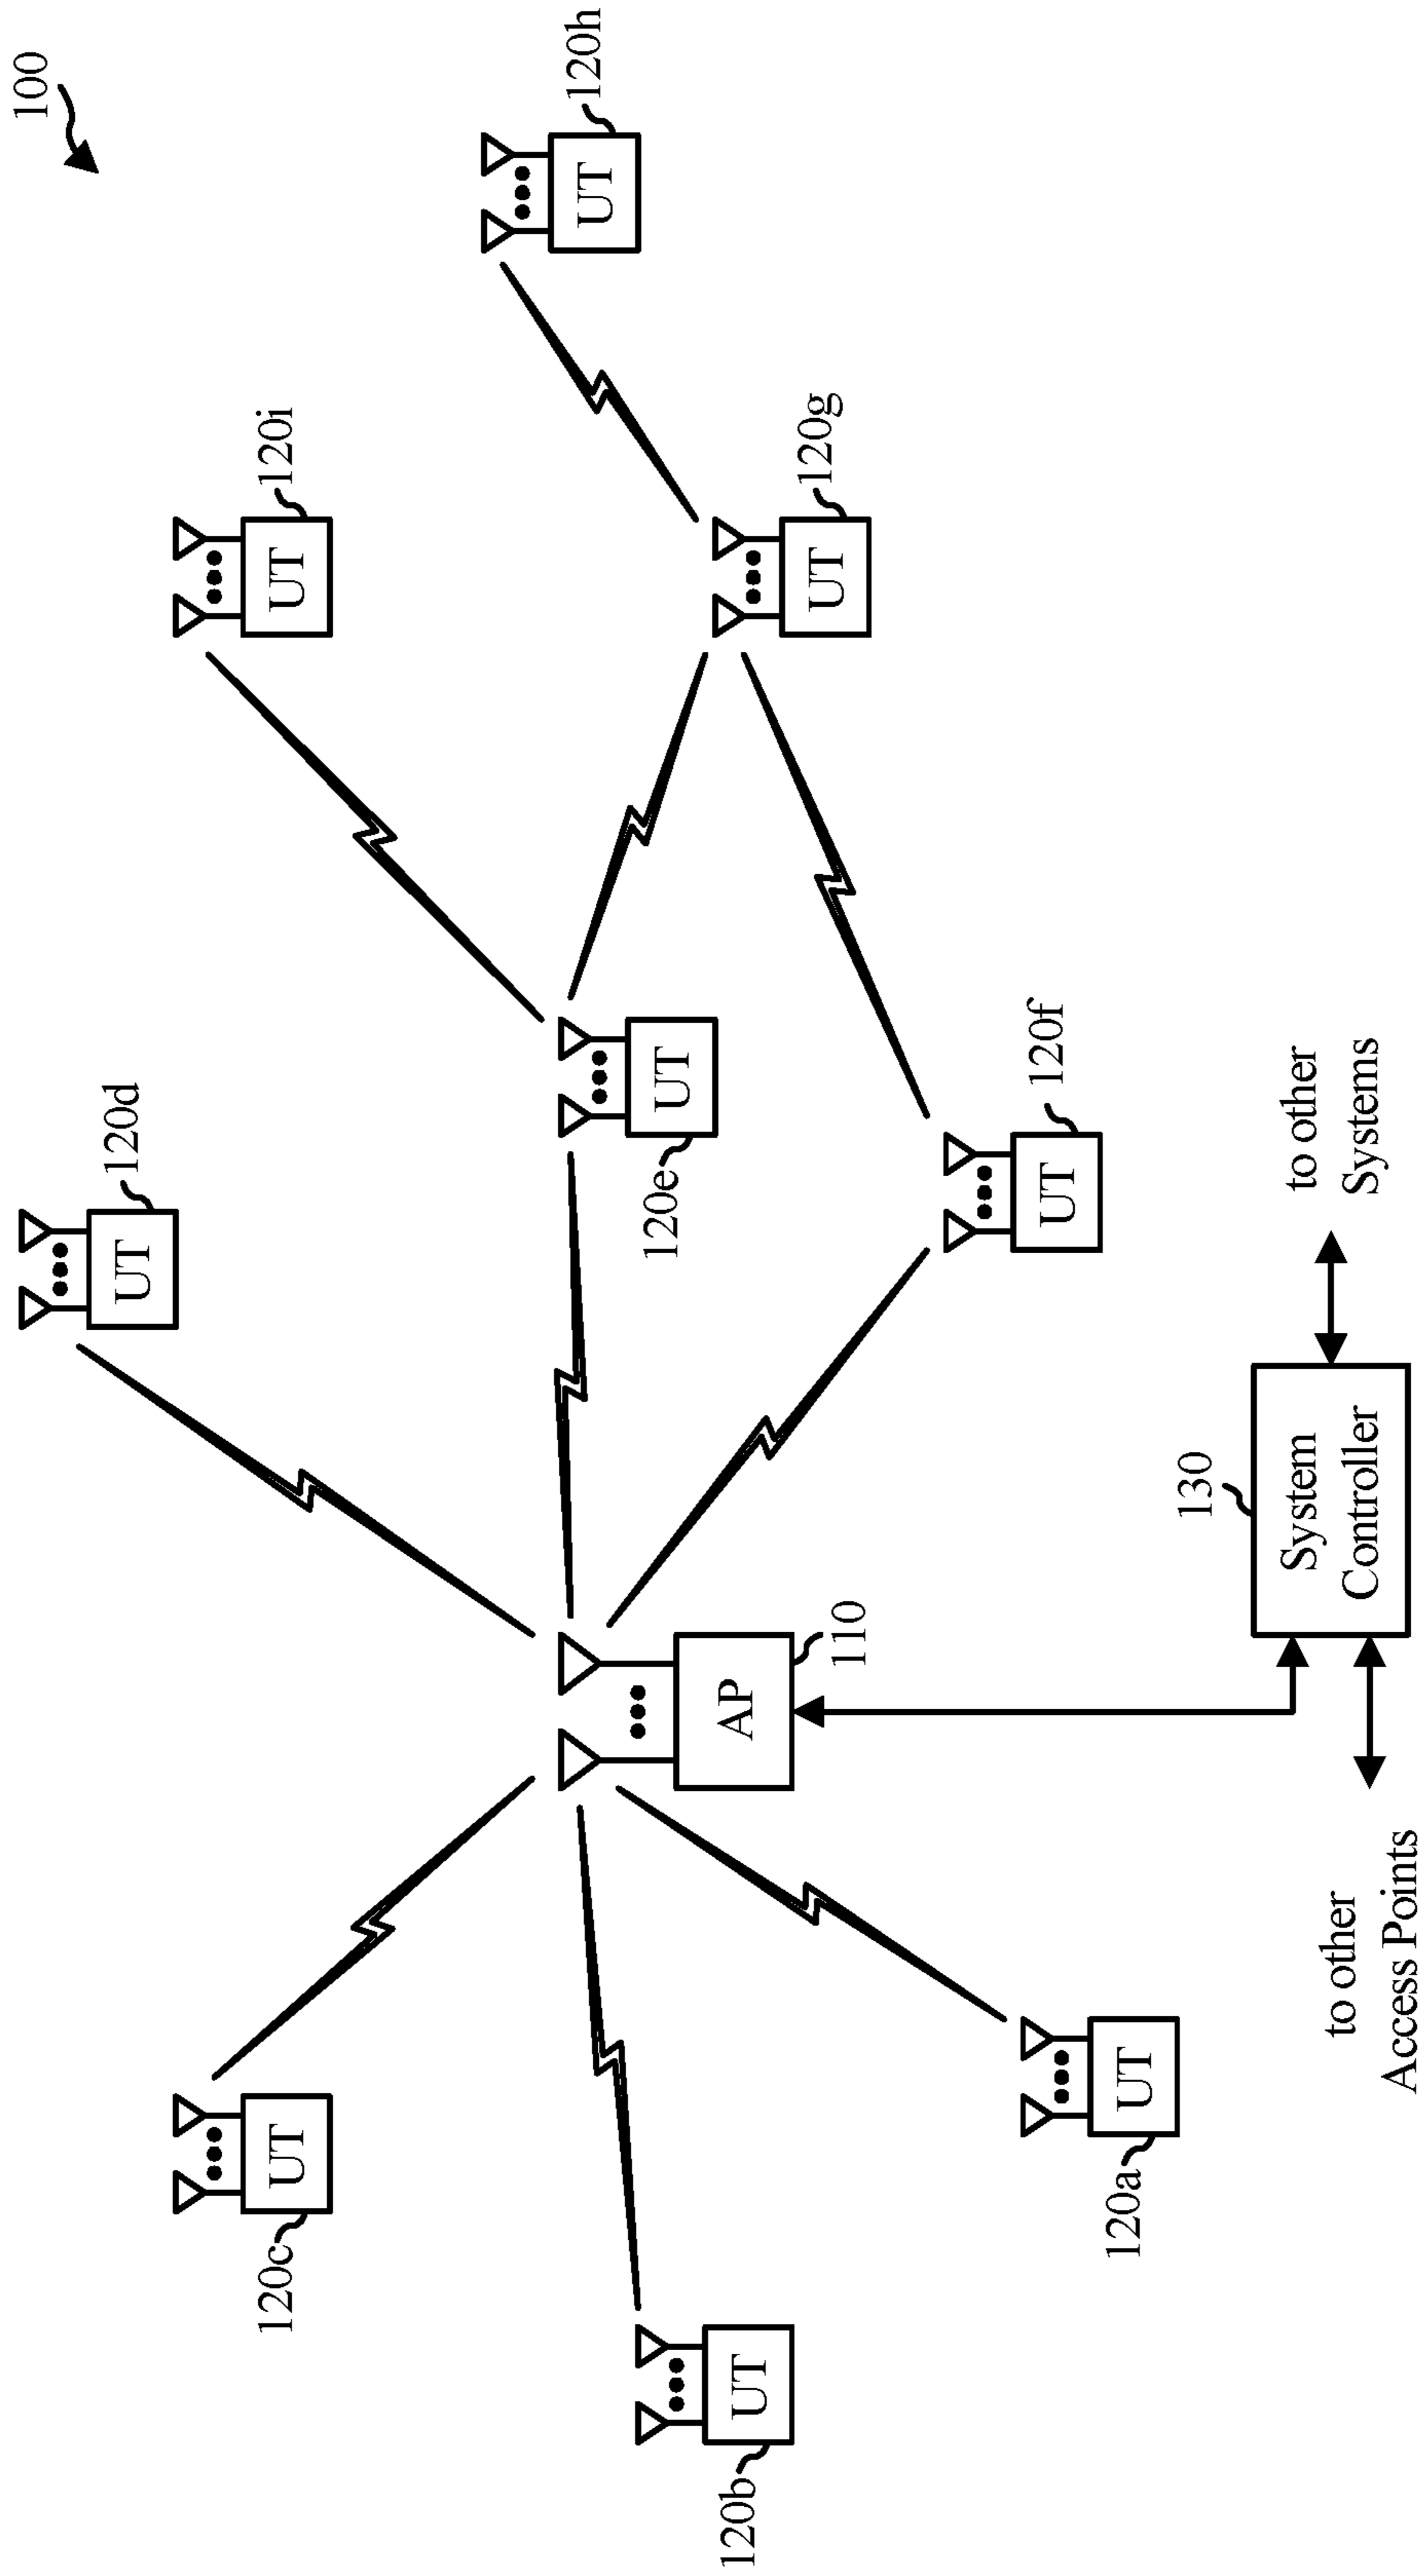 100
UT
120d
UT
120i
UT
120c
UT
120h
UT
120e
AP
110
UT
120b
UT
120g
UT
120f
UT
120a
130
System
Controller
to other
Systems
to other
Access Points